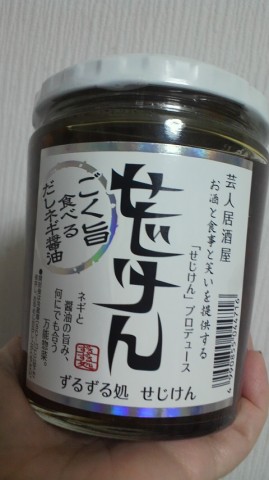 芸人居酒屋
お酒と食事と笑いを提供する
「せじけん」プロデュース
せじけん
ごく旨
食べる
だしネギ醤油
ネギと
醤油の旨み、
何にでも合う
万能惣菜。
ずるずる処 せじけん